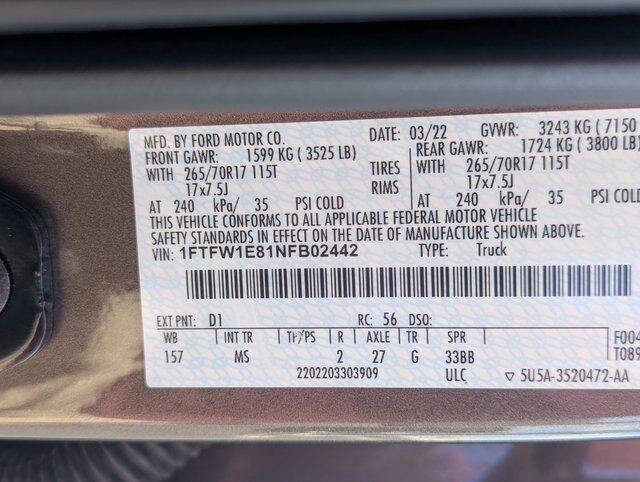 MFD. BY FORD MOTOR CO. DATE: 03/22 GVWR: 3243 KG ( 7150
FRONT GAWR: 1599 KG ( 3525 LB) REAR GAWR: 1724 KG ( 3800 LB)
WITH 265/70R17 115T TIRES WITH 265/70R17 115T
17x7.5J RIMS 17x7.5J
AT 240 kPa/ 35 PSI COLD AT 240 kPa/ 35 PSI COLD
THIS VEHICLE CONFORMS TO ALL APPLICABLE FEDERAL MOTOR VEHICLE
SAFETY STANDARDS IN EFFECT ON THE DATE OF MANUFACTURE SHOWN ABOVE.
VIN: 1FTFW1E81NFB02442 TYPE: Truck
EXT PNT: D1 RC: 56 DSO:
WB INT TR TP/PS R AXLE TR SPR F004
157 MS 2 27 G 33BB T089
2202203303909 ULC ▽ 5U5A-3520472-AA